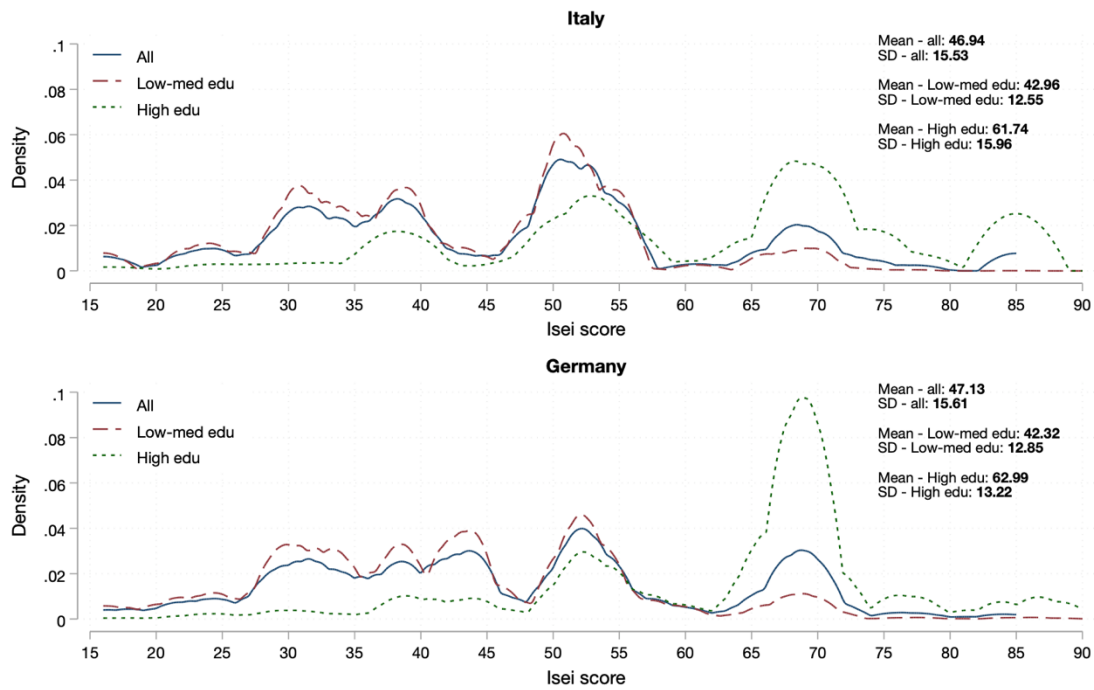 Italy
Mean - all: 46.94
SD - all: 15.53
Mean - Low-med edu: 42.96
SD - Low-med edu: 12.55
Mean - High edu: 61.74
SD - High edu: 15.96
All
Low-med edu
High edu
Density
.1
.08
.06
.04
.02
0
15 20 25 30 35 40 45 50 55 60 65 70 75 80 85 90
Isei score
Germany
Mean - all: 47.13
SD - all: 15.61
Mean - Low-med edu: 42.32
SD - Low-med edu: 12.85
Mean - High edu: 62.99
SD - High edu: 13.22
All
Low-med edu
High edu
Density
.1
.08
.06
.04
.02
0
15 20 25 30 35 40 45 50 55 60 65 70 75 80 85 90
Isei score